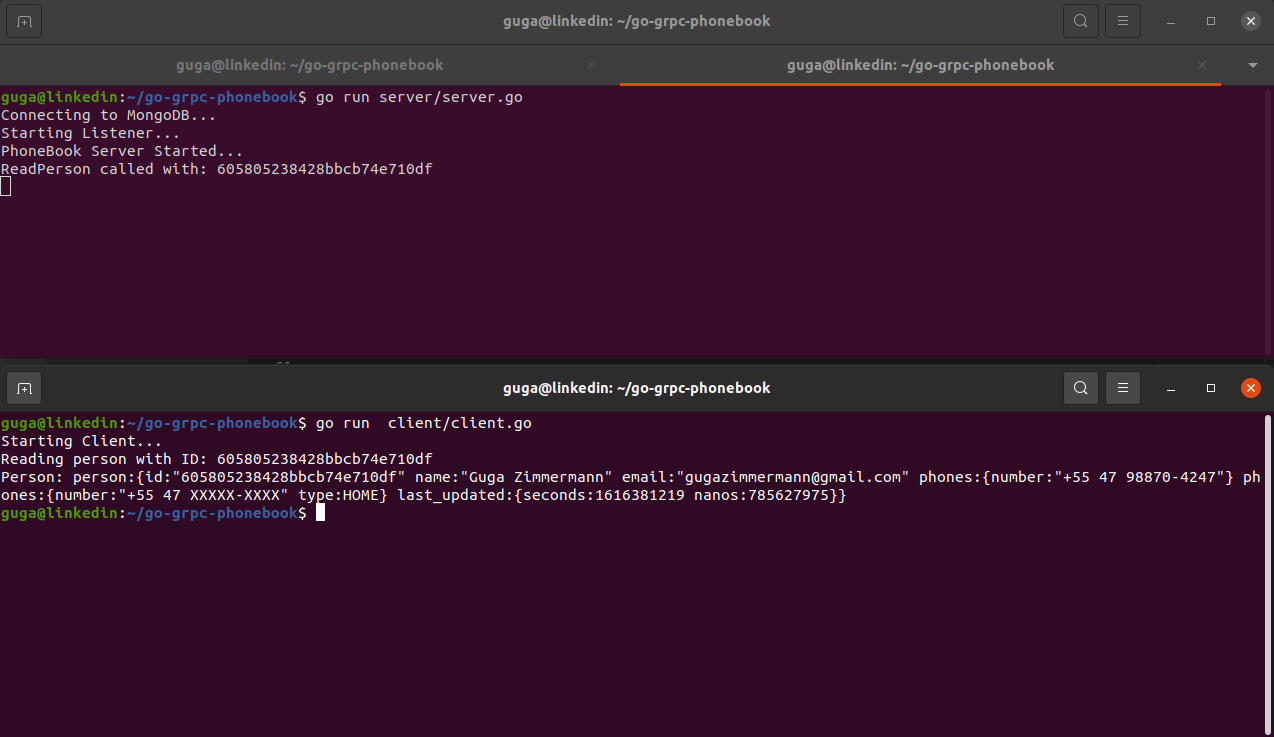 guga@linkedin: ~/go-grpc-phonebook
guga@linkedin: ~/go-grpc-phonebook
guga@linkedin: ~/go-grpc-phonebook
guga@linkedin:~/go-grpc-phonebook$ go run server/server.go
Connecting to MongoDB...
Starting Listener...
PhoneBook Server Started...
ReadPerson called with: 605805238428bbcb74e710df
guga@linkedin: ~/go-grpc-phonebook
guga@linkedin:~/go-grpc-phonebook$ go run  client/client.go
Starting Client...
Reading person with ID: 605805238428bbcb74e710df
Person: person:{id:"605805238428bbcb74e710df" name:"Guga Zimmermann" email:"gugazimmermann@gmail.com" phones:{number:"+55 47 98870-4247"} ph
ones:{number:"+55 47 XXXXX-XXXX" type:HOME} last_updated:{seconds:1616381219 nanos:785627975}}
guga@linkedin:~/go-grpc-phonebook$